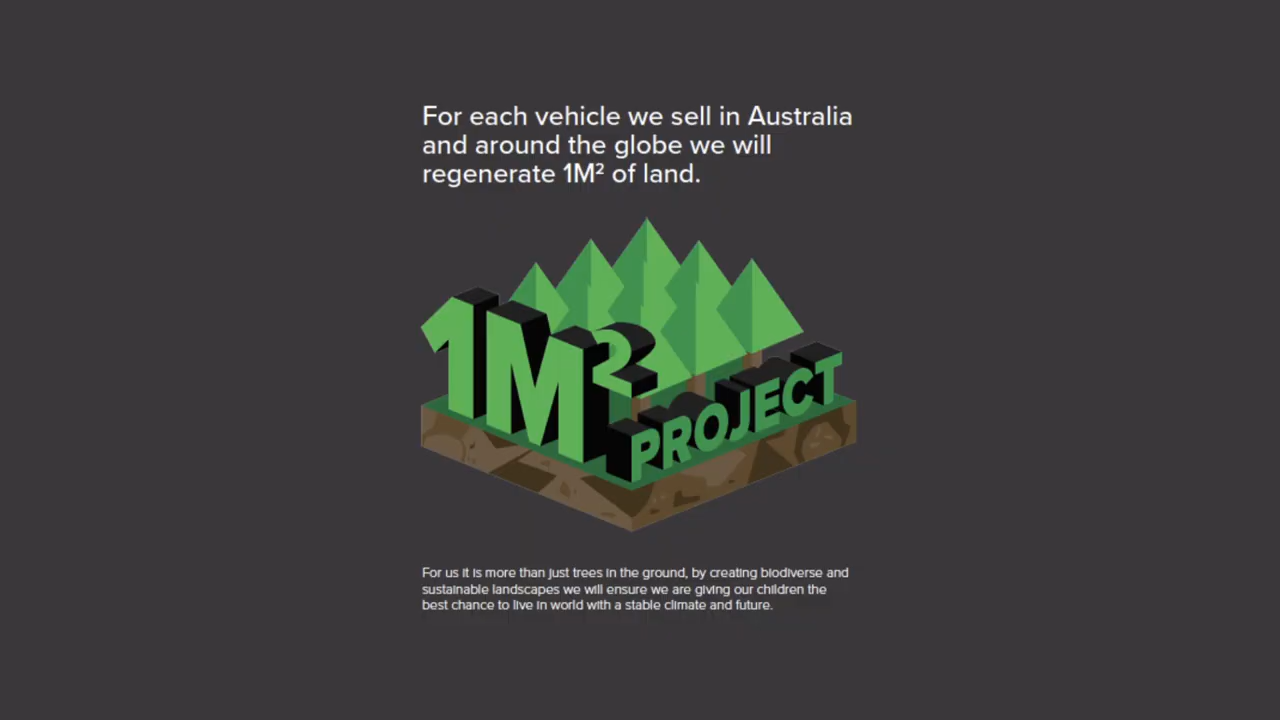 For each vehicle we sell in Australia
and around the globe we will
regenerate 1M² of land.
1M²
PROJECT
For us it is more than just trees in the ground, by creating biodiverse and
sustainable landscapes we will ensure we are giving our children the
best chance to live in world with a stable climate and future.